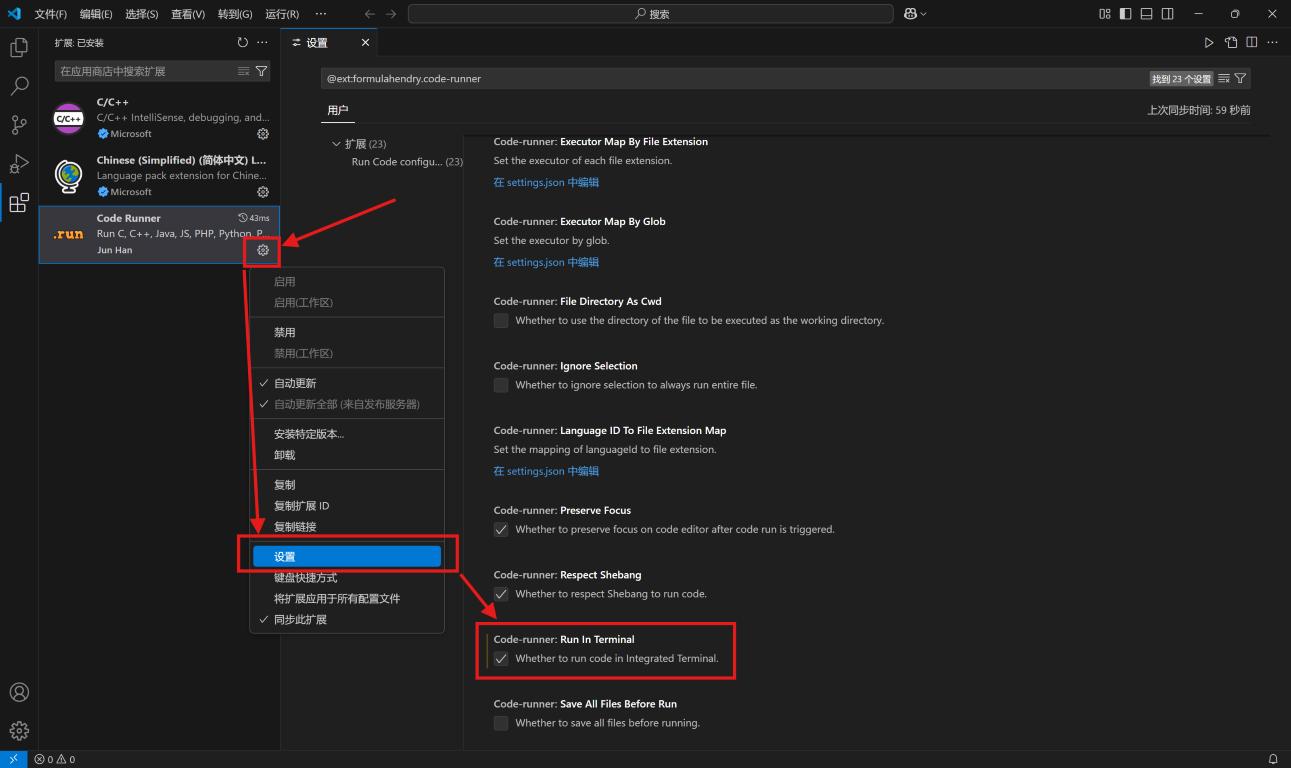 文件(F) 编辑(E) 选择(S) 查看(V) 转到(G) 运行(R) ···
搜索
扩展: 已安装
在应用商店中搜索扩展
C/C++
C/C++
C/C++ IntelliSense, debugging, and...
Microsoft
Chinese (Simplified) (简体中文) L...
Language pack extension for Chine...
Microsoft
.run
Code Runner
43ms
Run C, C++, Java, JS, PHP, Python, P...
Jun Han
启用
启用(工作区)
禁用
禁用(工作区)
自动更新
自动更新全部 (来自发布服务器)
安装特定版本...
卸载
复制
复制扩展 ID
复制链接
设置
键盘快捷方式
将扩展应用于所有配置文件
同步此扩展
设置
@ext:formulahendry.code-runner
找到 23 个设置
用户
上次同步时间: 59 秒前
扩展 (23)
Run Code configu... (23)
Code-runner: Executor Map By File Extension
Set the executor of each file extension.
在 settings.json 中编辑
Code-runner: Executor Map By Glob
Set the executor by glob.
在 settings.json 中编辑
Code-runner: File Directory As Cwd
Whether to use the directory of the file to be executed as the working directory.
Code-runner: Ignore Selection
Whether to ignore selection to always run entire file.
Code-runner: Language ID To File Extension Map
Set the mapping of languageId to file extension.
在 settings.json 中编辑
Code-runner: Preserve Focus
Whether to preserve focus on code editor after code run is triggered.
Code-runner: Respect Shebang
Whether to respect Shebang to run code.
Code-runner: Run In Terminal
Whether to run code in Integrated Terminal.
Code-runner: Save All Files Before Run
Whether to save all files before running.
0 0